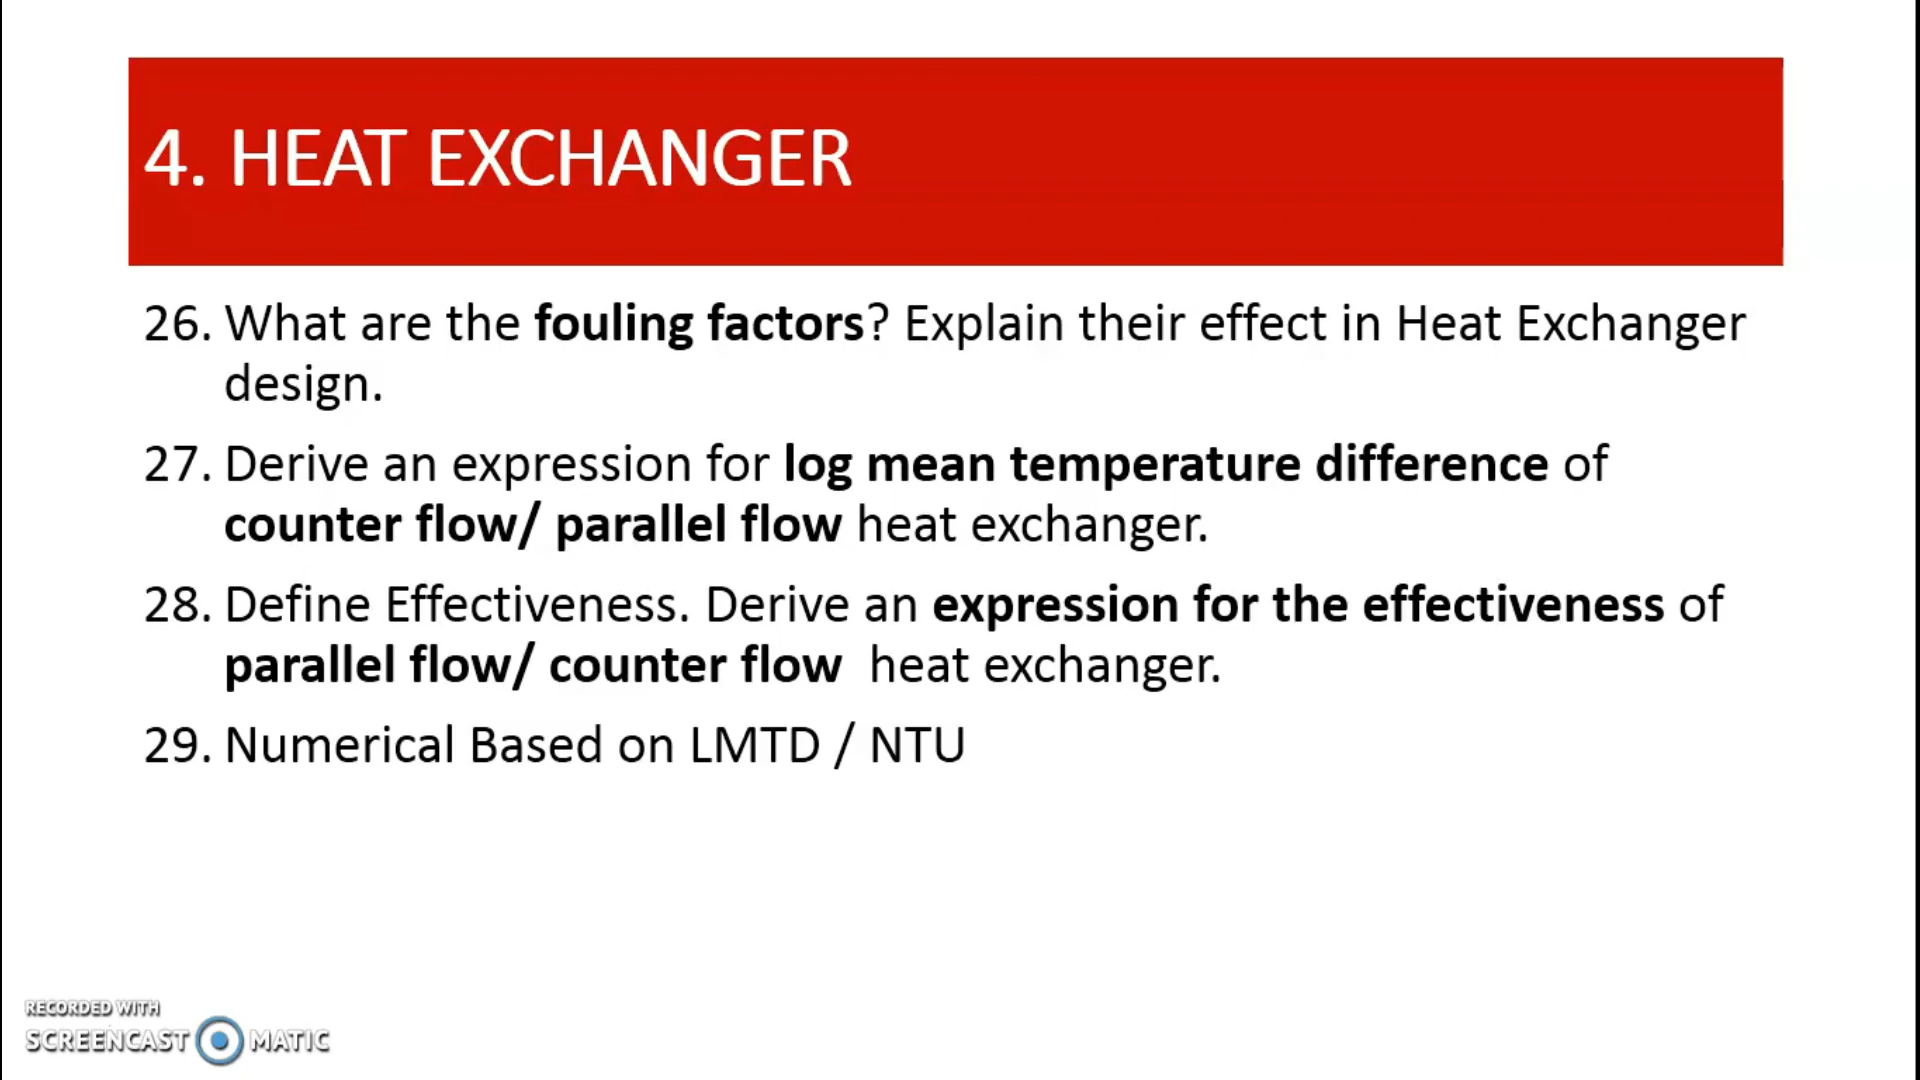 4. HEAT EXCHANGER
26. What are the fouling factors? Explain their effect in Heat Exchanger
design.
27. Derive an expression for log mean temperature difference of
counter flow/ parallel flow heat exchanger.
28. Define Effectiveness. Derive an expression for the effectiveness of
parallel flow/ counter flow heat exchanger.
29. Numerical Based on LMTD / NTU
RECORDED WITH
SCREENCAST MATIC